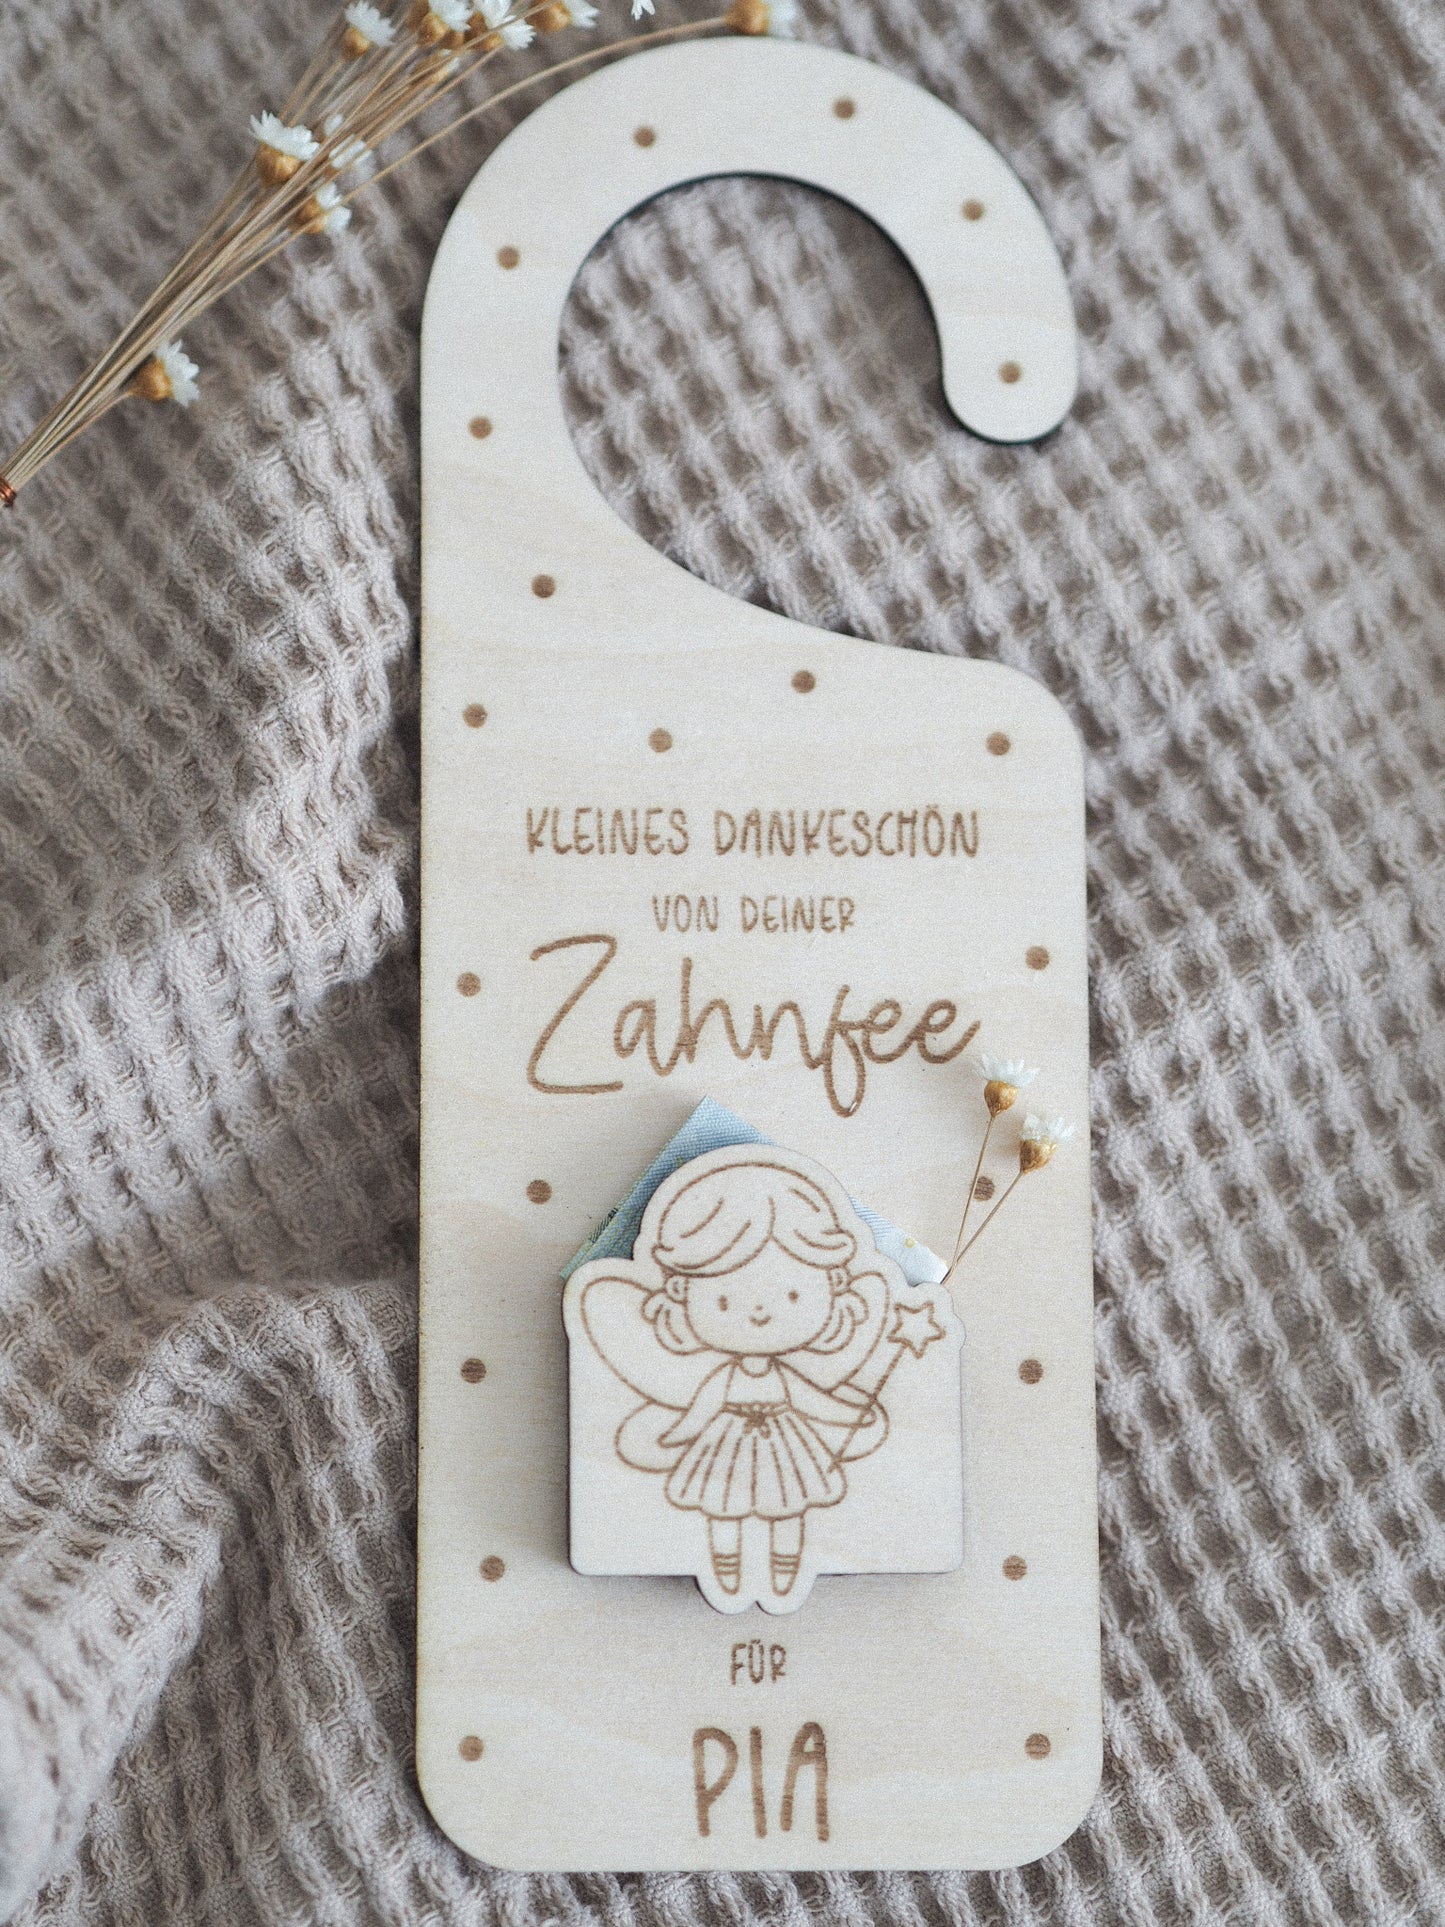 KLEINES DANKESCHÖN
VON DEINER
Zahnfee
FÜR
PIA